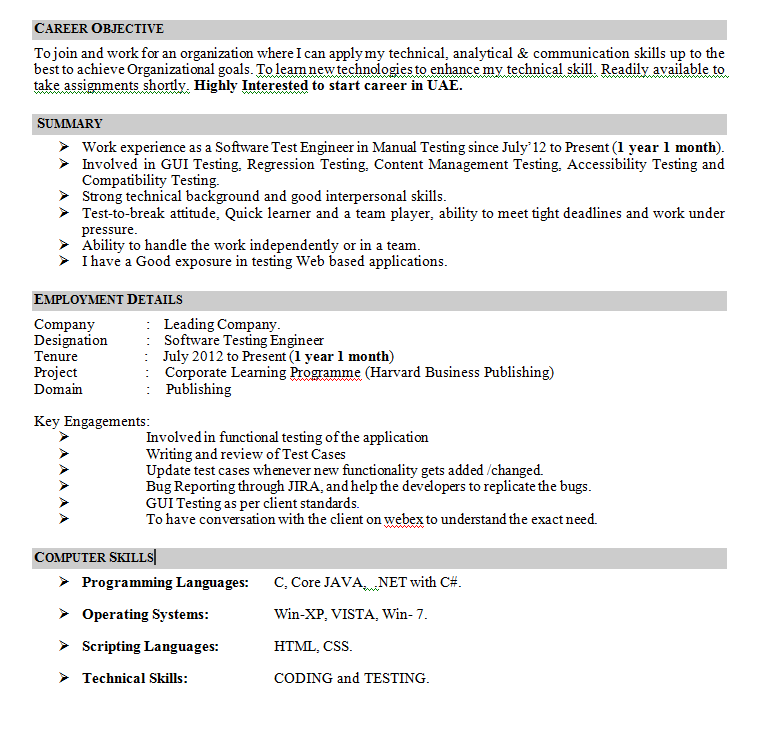 CAREER OBJECTIVE
To join and work for an organization where I can apply my technical, analytical & communication skills up to the
best to achieve Organizational goals. To learn new technologies to enhance my technical skill. Readily available to
take assignments shortly. Highly Interested to start career in UAE.
SUMMARY
➢ Work experience as a Software Test Engineer in Manual Testing since July'12 to Present (1 year 1 month).
➢ Involved in GUI Testing, Regression Testing, Content Management Testing, Accessibility Testing and
Compatibility Testing.
➢ Strong technical background and good interpersonal skills.
➢ Test-to-break attitude, Quick learner and a team player, ability to meet tight deadlines and work under
pressure.
➢ Ability to handle the work independently or in a team.
➢ I have a Good exposure in testing Web based applications.
EMPLOYMENT DETAILS
Company : Leading Company.
Designation : Software Testing Engineer
Tenure : July 2012 to Present (1 year 1 month)
Project : Corporate Learning Programme (Harvard Business Publishing)
Domain : Publishing
Key Engagements:
➢ Involved in functional testing of the application
➢ Writing and review of Test Cases
➢ Update test cases whenever new functionality gets added /changed.
➢ Bug Reporting through JIRA, and help the developers to replicate the bugs.
➢ GUI Testing as per client standards.
➢ To have conversation with the client on webex to understand the exact need.
COMPUTER SKILLS
➢ Programming Languages: C, Core JAVA, .NET with C#.
➢ Operating Systems: Win-XP, VISTA, Win- 7.
➢ Scripting Languages: HTML, CSS.
➢ Technical Skills: CODING and TESTING.